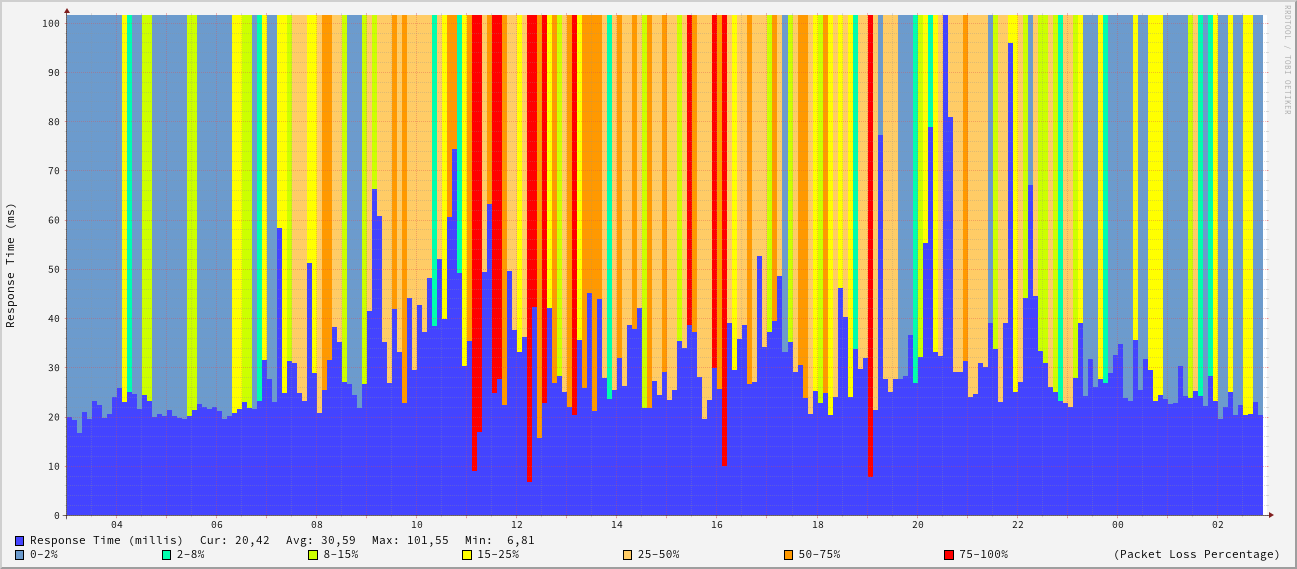 RRDTOOL / TOBI OETIKER
Response Time (ms)
100
90
80
70
60
50
40
30
20
10
0
04 06 08 10 12 14 16 18 20 22 00 02
Response Time (millis) Cur: 20,42 Avg: 30,59 Max: 101,55 Min: 6,81
0-2% 2-8% 8-15% 15-25% 25-50% 50-75% 75-100% (Packet Loss Percentage)